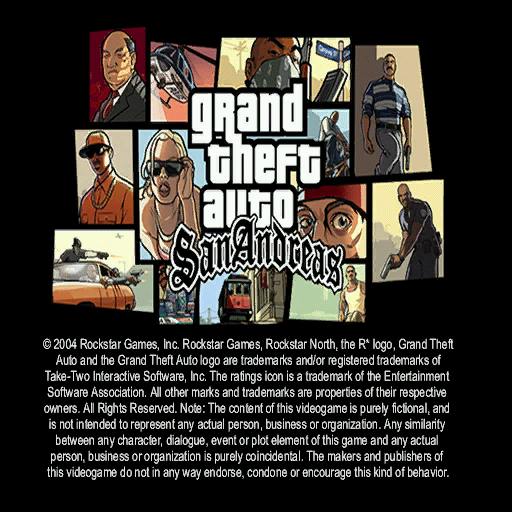 grand
theft
auto
San Andreas
© 2004 Rockstar Games, Inc. Rockstar Games, Rockstar North, the R* logo, Grand Theft
Auto and the Grand Theft Auto logo are trademarks and/or registered trademarks of
Take-Two Interactive Software, Inc. The ratings icon is a trademark of the Entertainment
Software Association. All other marks and trademarks are properties of their respective
owners. All Rights Reserved. Note: The content of this videogame is purely fictional, and
is not intended to represent any actual person, business or organization. Any similarity
between any character, dialogue, event or plot element of this game and any actual
person, business or organization is purely coincidental. The makers and publishers of
this videogame do not in any way endorse, condone or encourage this kind of behavior.